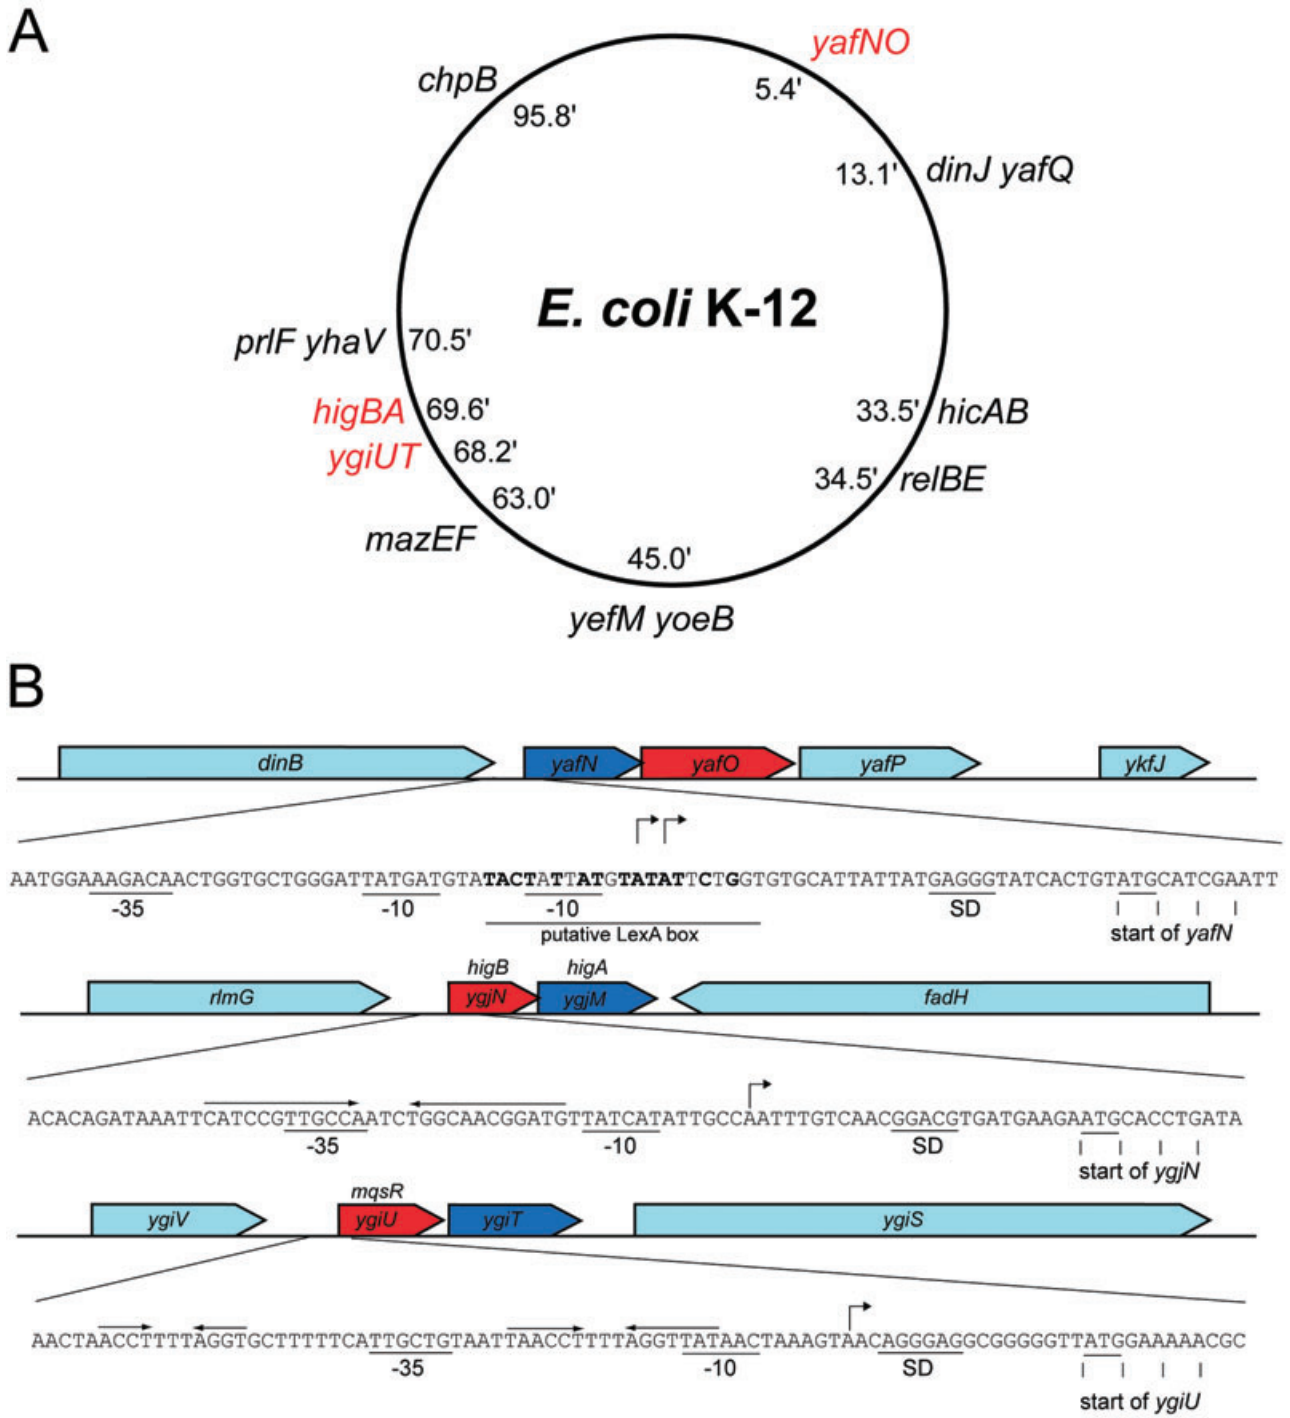 A
yafNO
chpB
5.4'
95.8'
13.1'
dinJ yafQ
E. coli K-12
prlF yhaV
70.5'
higBA
69.6'
33.5'
hicAB
ygiUT
68.2'
34.5'
relBE
63.0'
mazEF
45.0'
yefM yoeB
B
dinB yafN yafO yafP ykfJ
AATGGAAAGACAACTGGTGCTGGGATTATGATGTATACTTATTATGTATATTCTGGTGTGCATTATTATGAGGGTATCACTGTATGCATCGAATT
-35 -10 -10 SD
putative LexA box
start of yafN
higB higA
rlmG ygjN ygjM fadH
ACACAGATAAATTCATCCGTTGCCAATCTGGCAACGGATGTTATCATATTGCCAATTTGTCAACGGACGTGATGAAGAATGCACCTGATA
-35 -10 SD
start of ygjN
mqsR
ygiV ygiU ygiT ygiS
AACTAACCTTTTAGGTGCTTTTTCATTGCTGTAATTAACCTTTTAGGTTATAACTAAAGTAACAGGGAGGCGGGGGTTATGGAAAAACGC
-35 -10 SD
start of ygiU